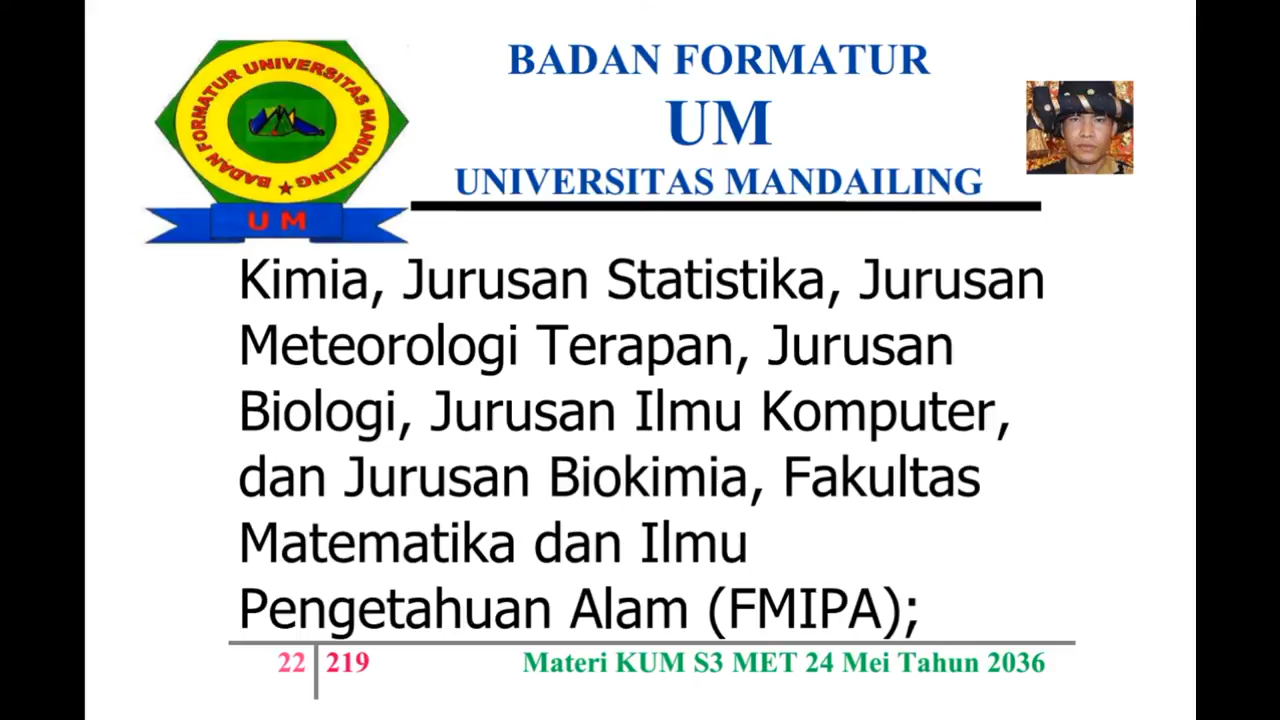 BADAN FORMATUR UNIVERSITAS MANDAILING
U M
BADAN FORMATUR
UM
UNIVERSITAS MANDAILING
Kimia, Jurusan Statistika, Jurusan
Meteorologi Terapan, Jurusan
Biologi, Jurusan Ilmu Komputer,
dan Jurusan Biokimia, Fakultas
Matematika dan Ilmu
Pengetahuan Alam (FMIPA);
22 219 Materi KUM S3 MET 24 Mei Tahun 2036